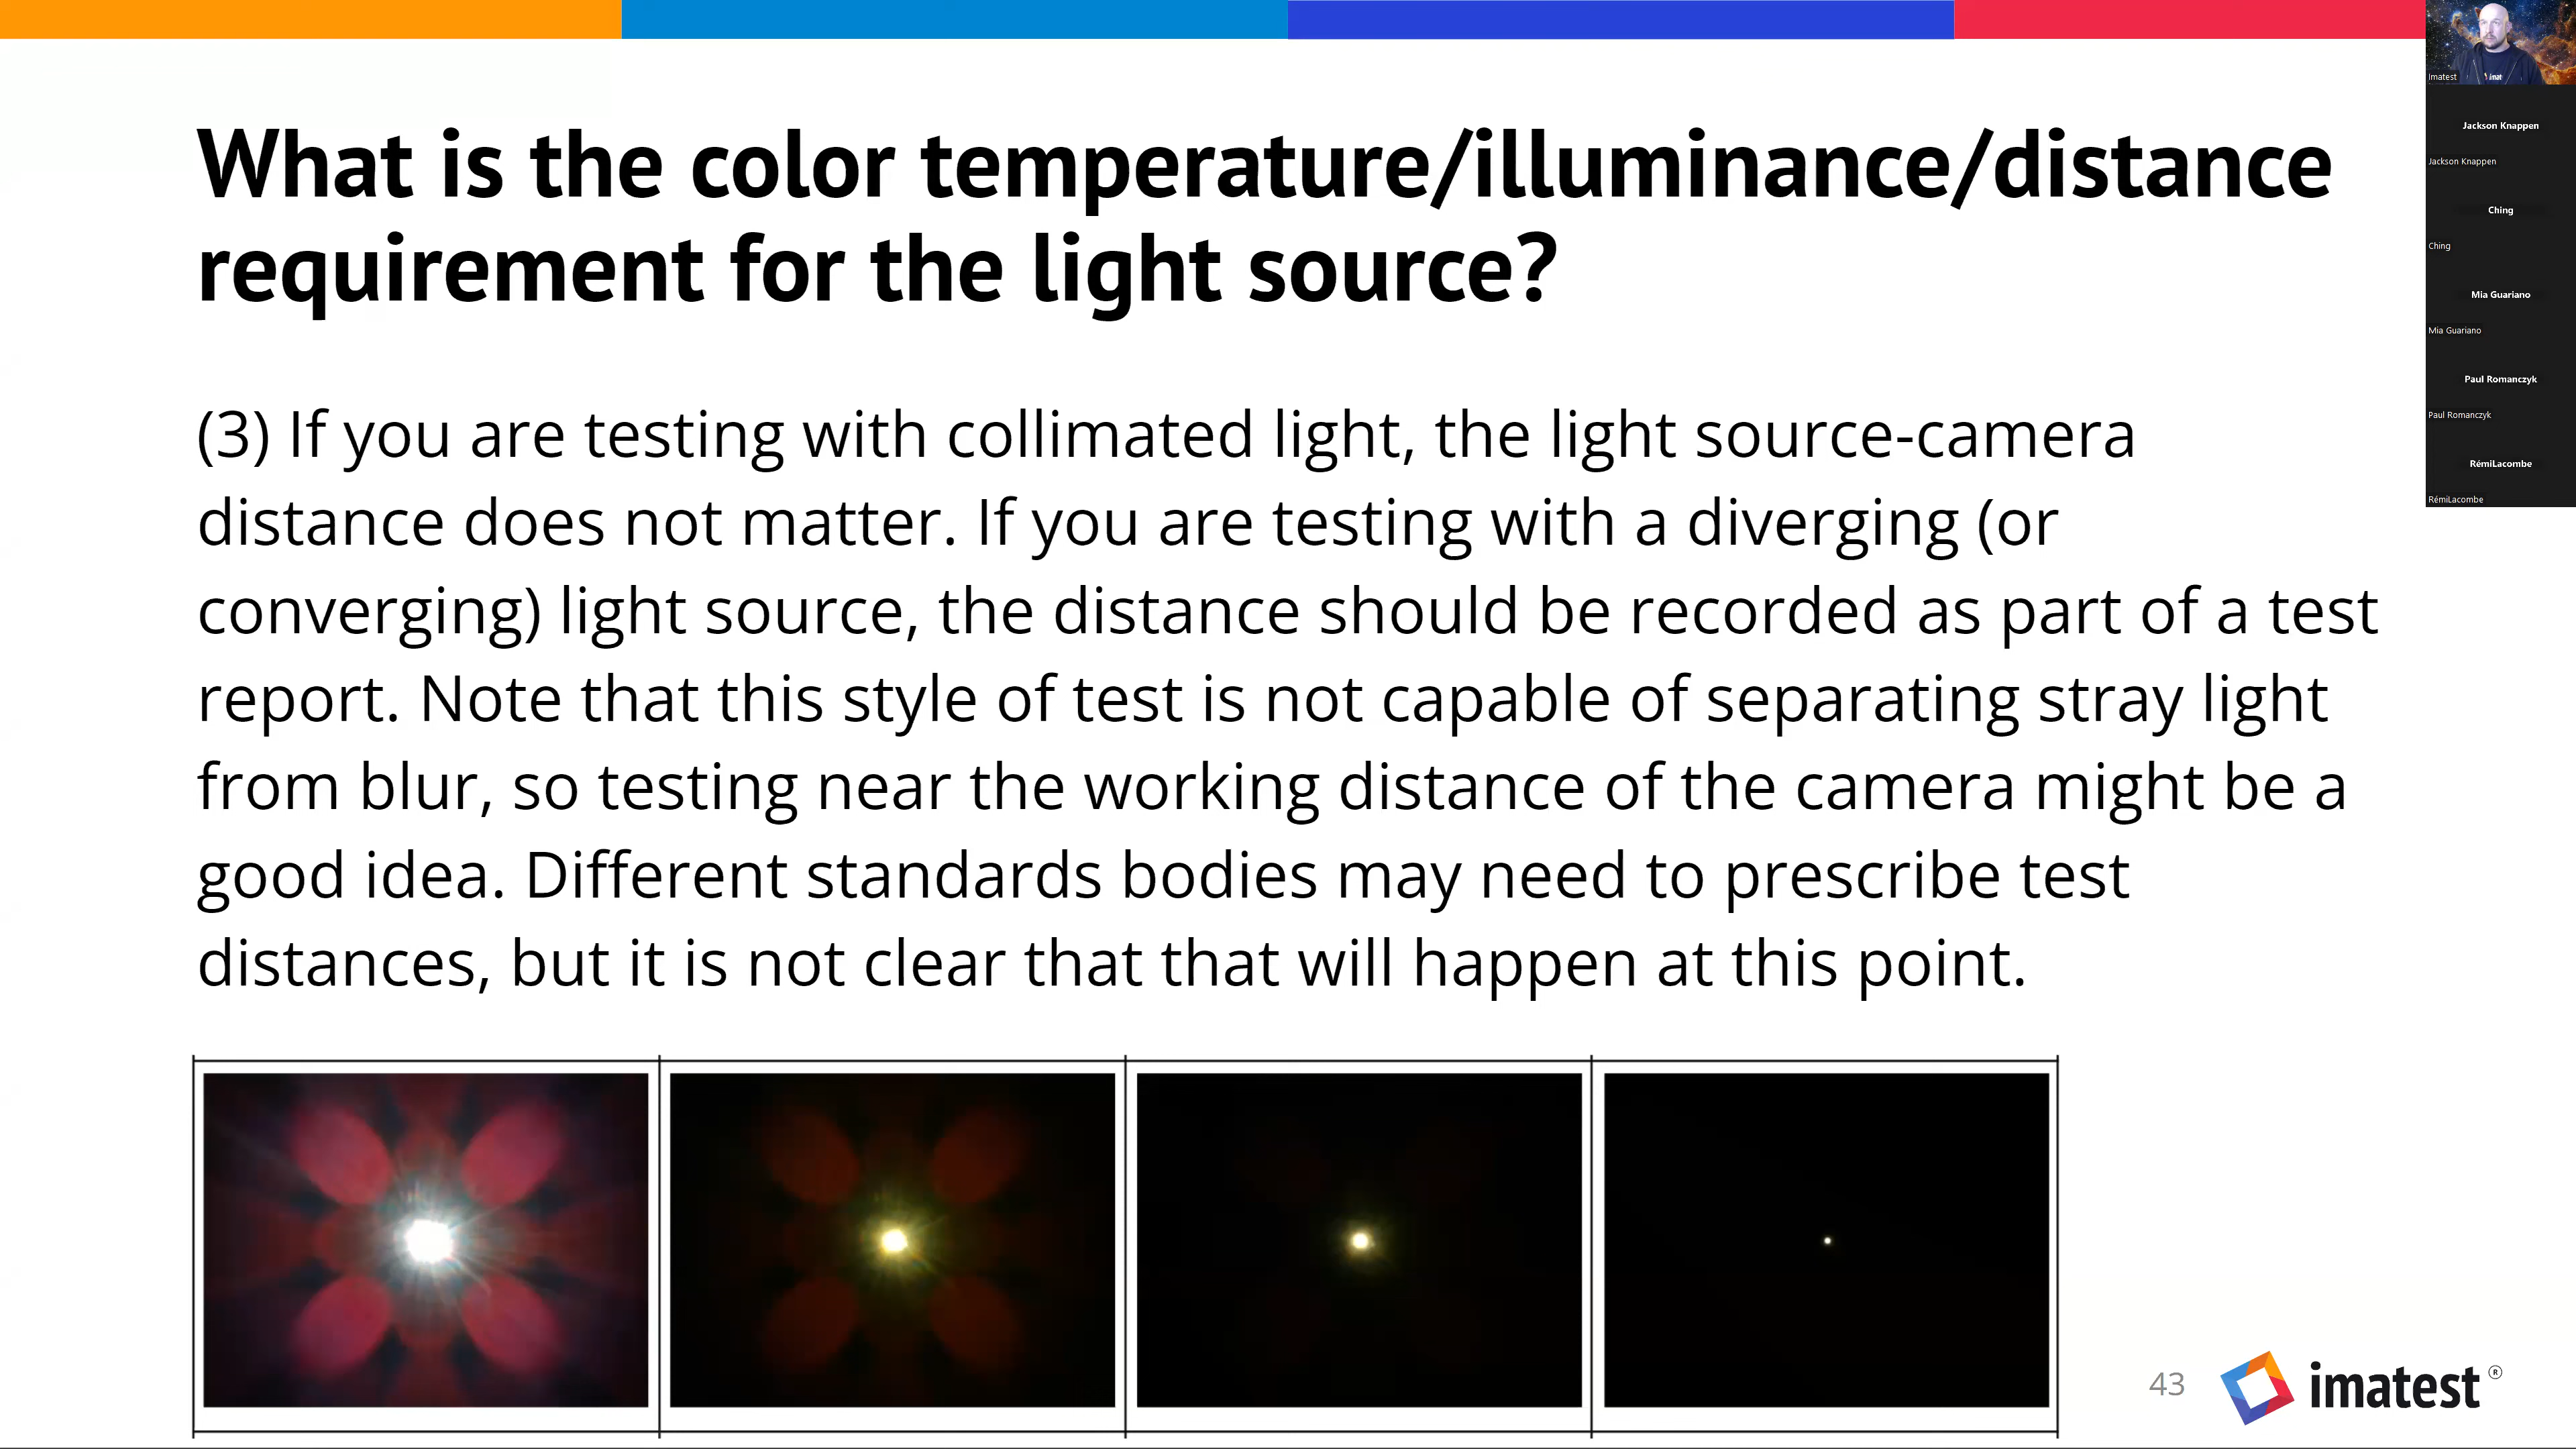 What is the color temperature/illuminance/distance
requirement for the light source?
(3) If you are testing with collimated light, the light source-camera
distance does not matter. If you are testing with a diverging (or
converging) light source, the distance should be recorded as part of a test
report. Note that this style of test is not capable of separating stray light
from blur, so testing near the working distance of the camera might be a
good idea. Different standards bodies may need to prescribe test
distances, but it is not clear that that will happen at this point.
43
imatest ®
imat
Imatest
Jackson Knappen
Jackson Knappen
Ching
Ching
Mia Guariano
Mia Guariano
Paul Romanczyk
Paul Romanczyk
RémiLacombe
RémiLacombe